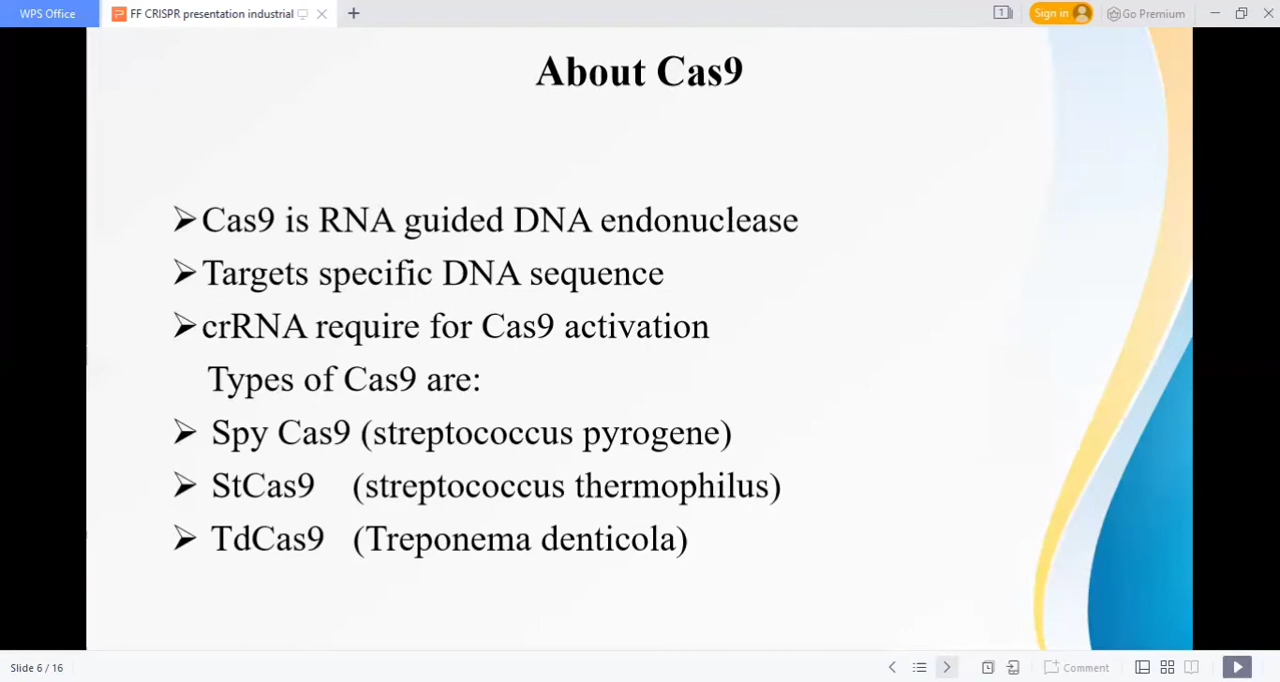 WPS Office
FF CRISPR presentation industrial
1
Sign in
Go Premium
About Cas9
➢Cas9 is RNA guided DNA endonuclease
➢Targets specific DNA sequence
➢crRNA require for Cas9 activation
Types of Cas9 are:
➢ Spy Cas9 (streptococcus pyrogene)
➢ StCas9 (streptococcus thermophilus)
➢ TdCas9 (Treponema denticola)
Slide 6 / 16
Comment